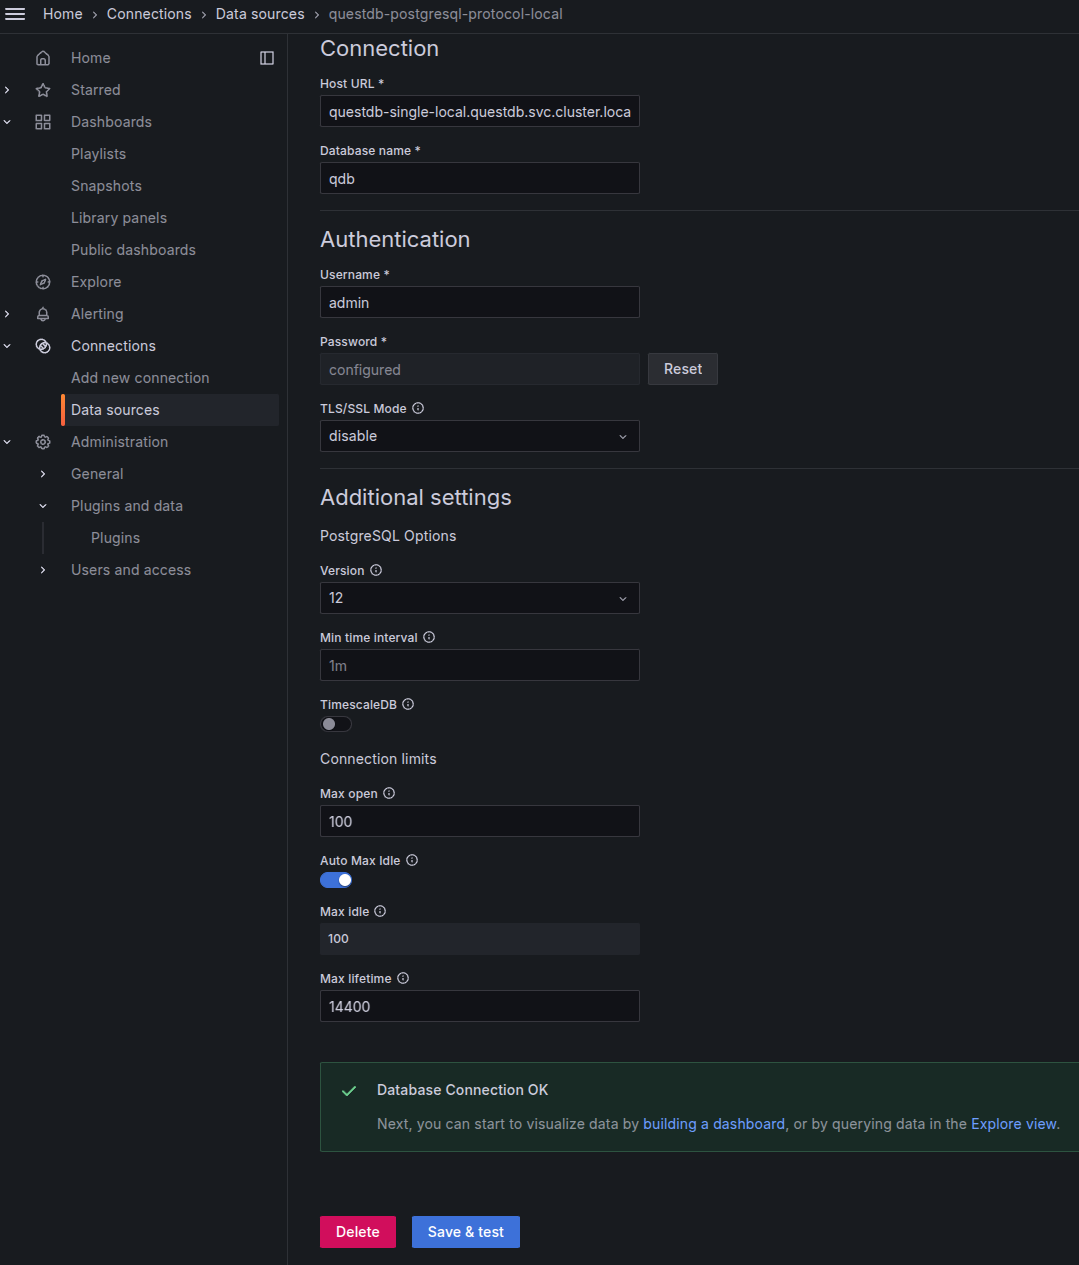 Home › Connections › Data sources › questdb-postgresql-protocol-local
Home
Starred
Dashboards
Playlists
Snapshots
Library panels
Public dashboards
Explore
Alerting
Connections
Add new connection
Data sources
Administration
General
Plugins and data
Plugins
Users and access
Connection
Host URL *
questdb-single-local.questdb.svc.cluster.loca
Database name *
qdb
Authentication
Username *
admin
Password *
configured Reset
TLS/SSL Mode
disable
Additional settings
PostgreSQL Options
Version
12
Min time interval
1m
TimescaleDB
Connection limits
Max open
100
Auto Max Idle
Max idle
100
Max lifetime
14400
Database Connection OK
Next, you can start to visualize data by building a dashboard, or by querying data in the Explore view.
Delete Save & test